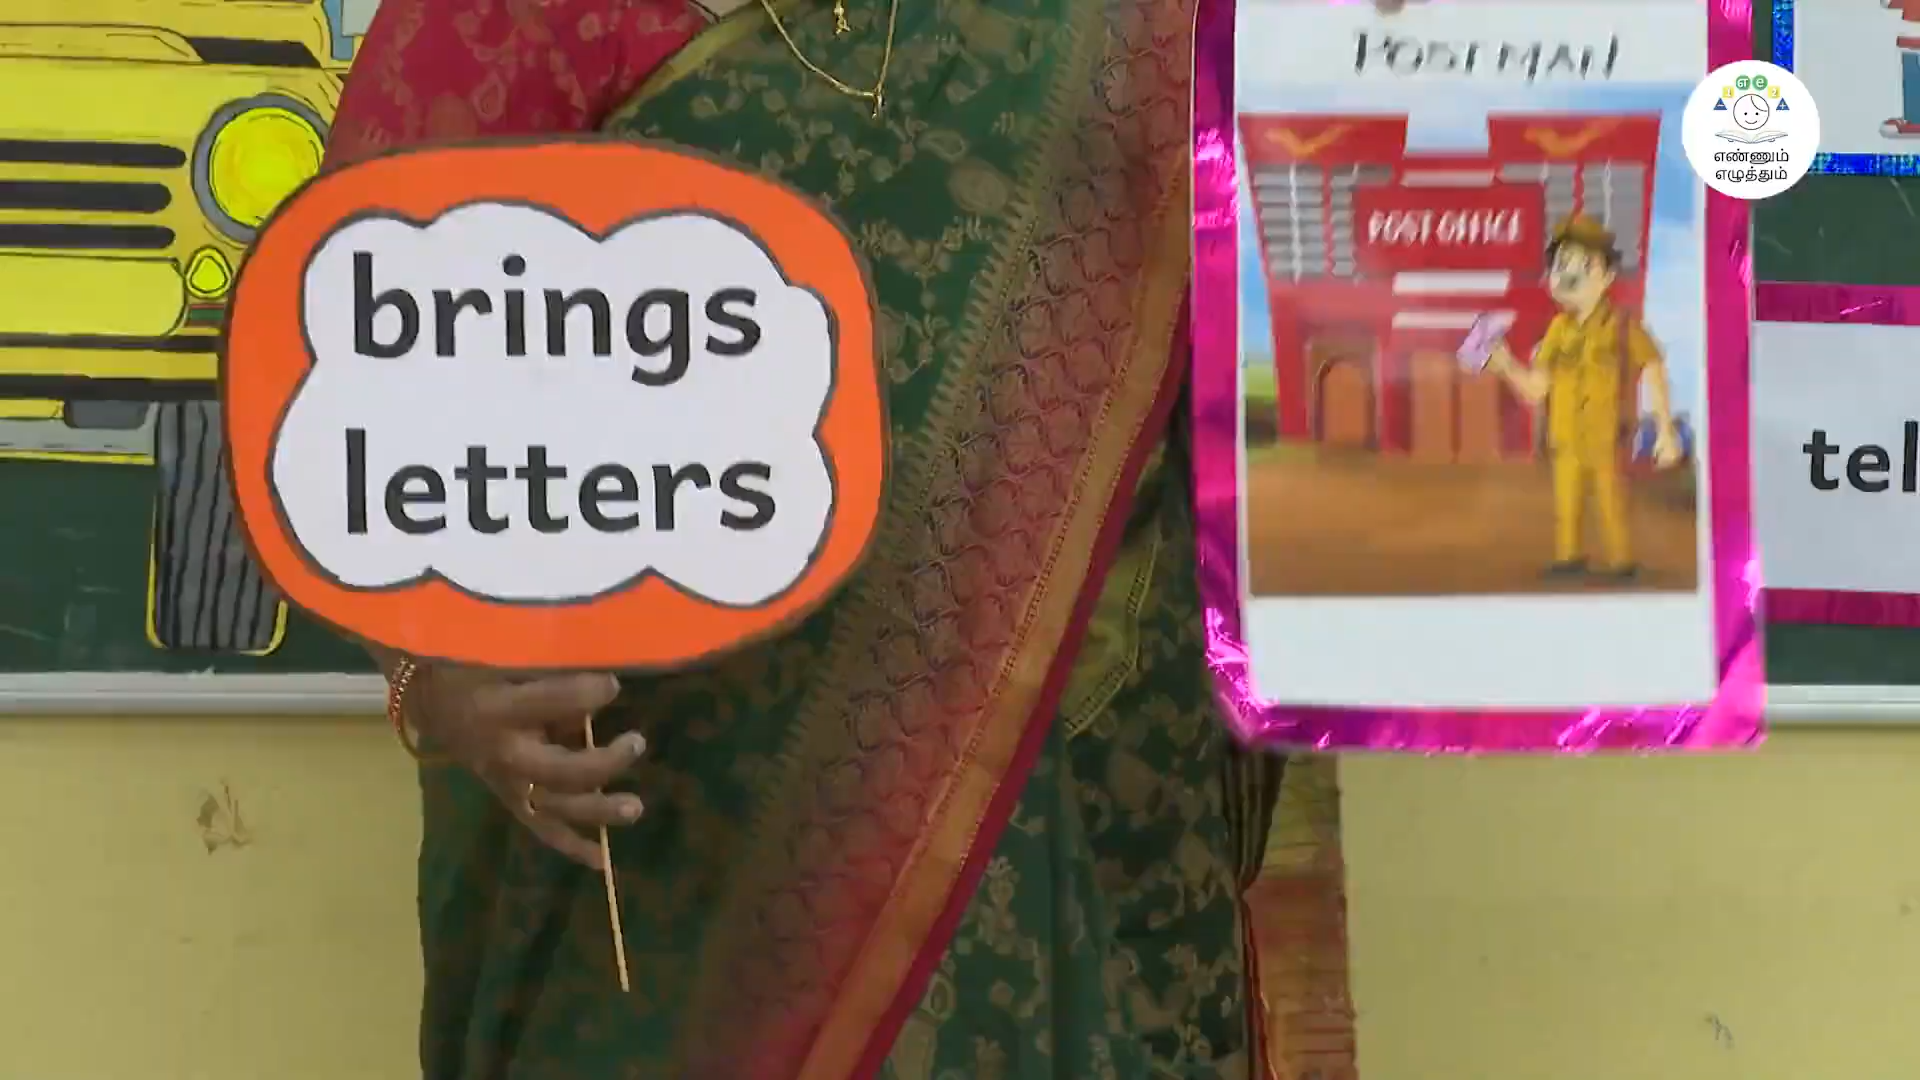 POSTMAN
POST OFFICE
brings
letters
tel
எண்ணும்
எழுத்தும்